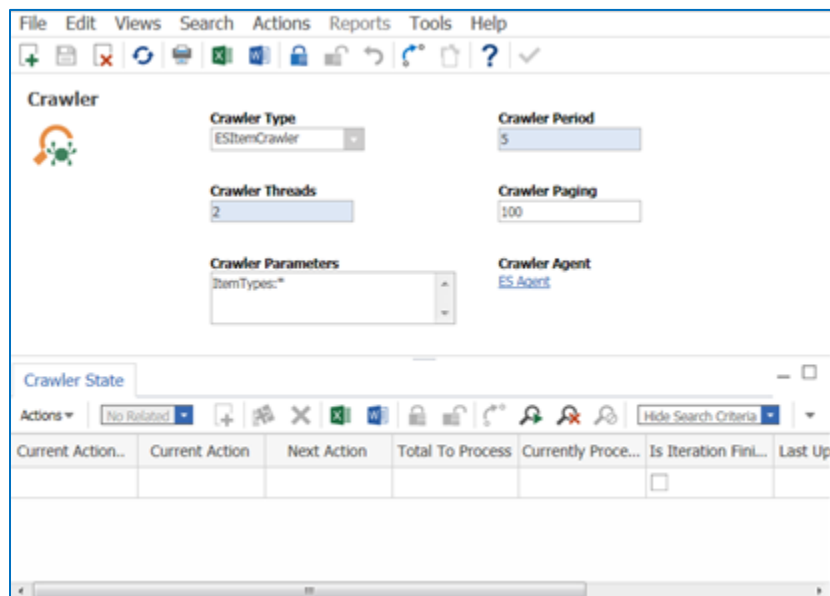 File Edit Views Search Actions Reports Tools Help
Crawler
Crawler Type Crawler Period
ESItemCrawler 5
Crawler Threads Crawler Paging
2 100
Crawler Parameters Crawler Agent
ItemTypes:* ES Agent
Crawler State
Actions No Related Hide Search Criteria
Current Action.. Current Action Next Action Total To Process Currently Proce... Is Iteration Fini... Last Up